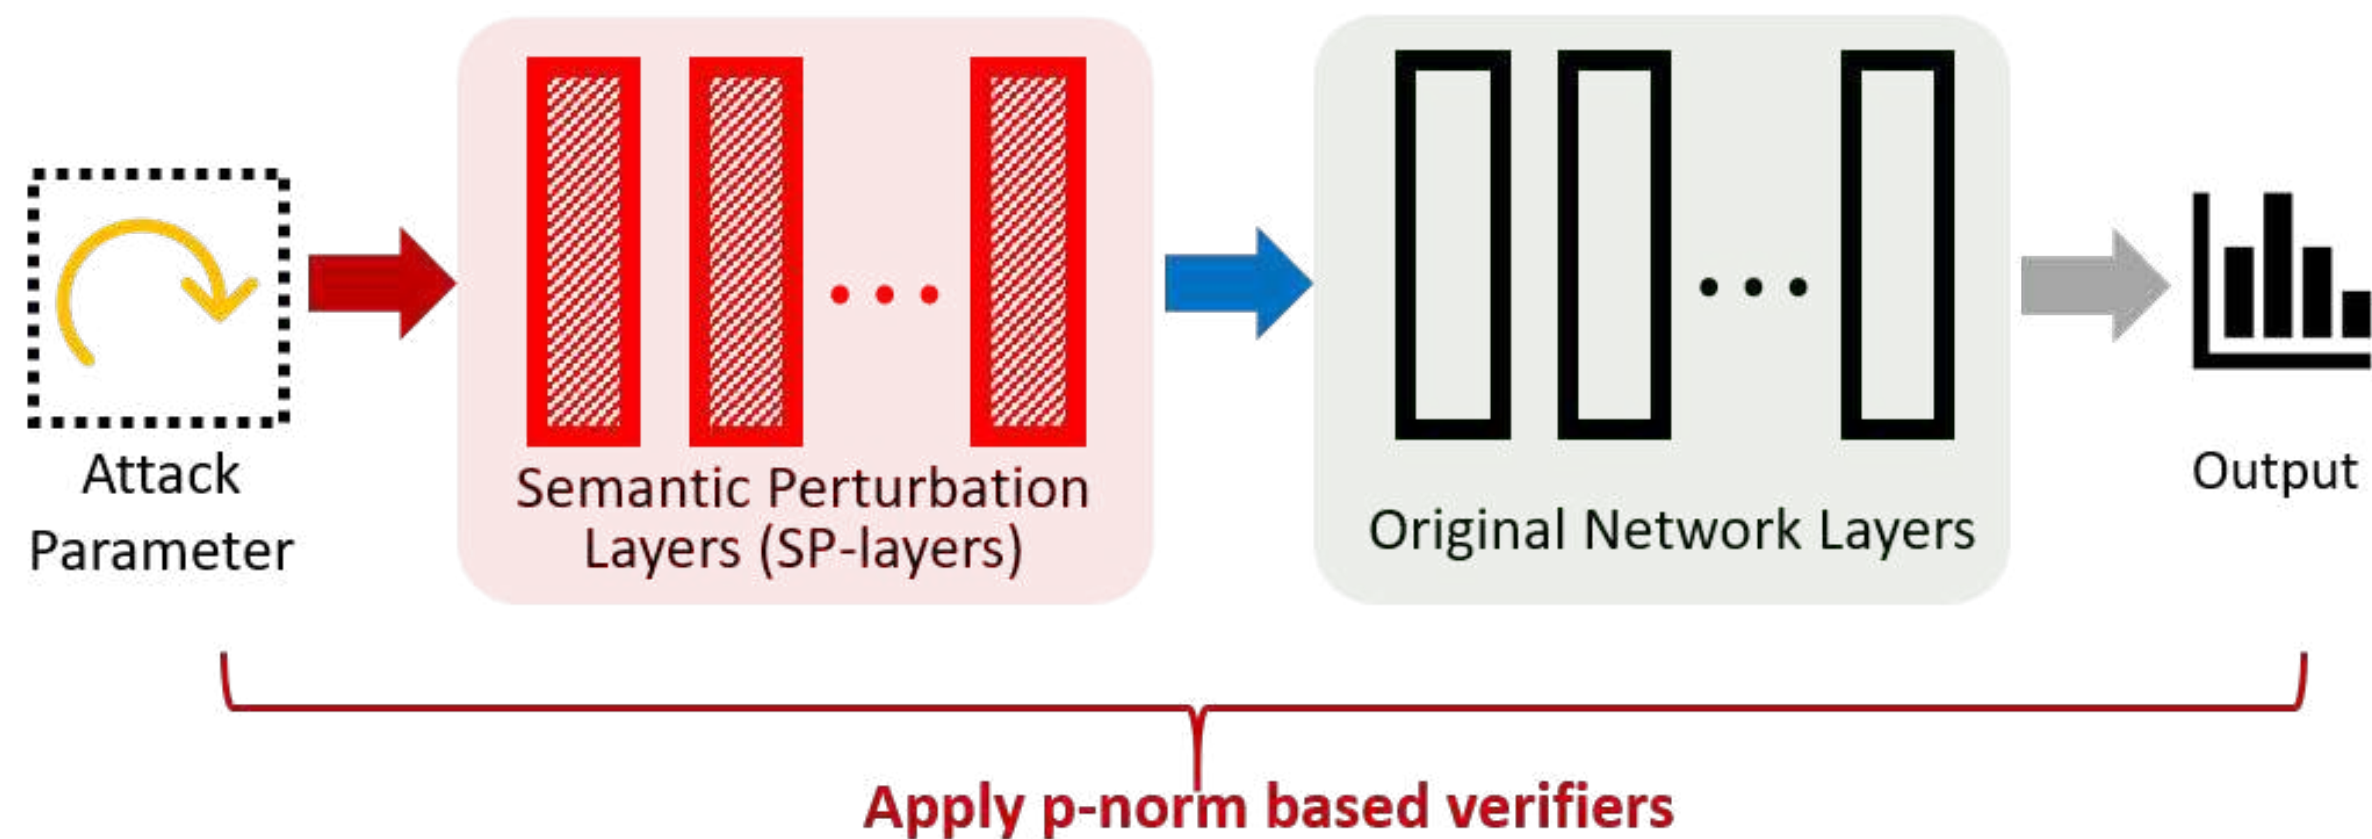 Attack
Parameter
Semantic Perturbation
Layers (SP-layers)
Original Network Layers
Output
Apply p-norm based verifiers